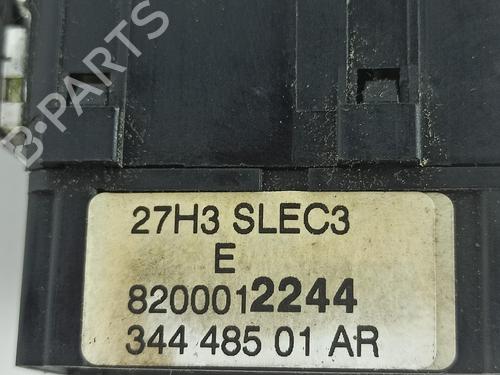 B-PARTS
27H3 SLEC3
E
8200012244
344 485 01 AR